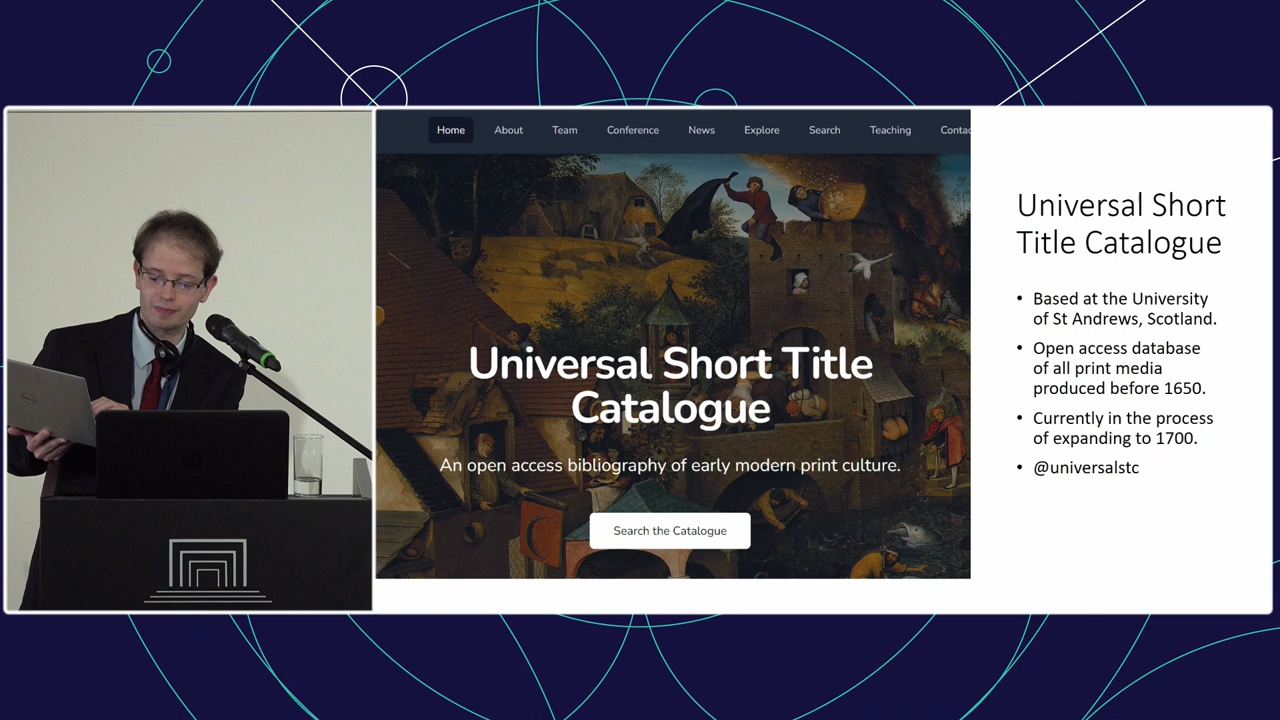 Home About Team Conference News Explore Search Teaching Contac
Universal Short Title
Catalogue
An open access bibliography of early modern print culture.
Search the Catalogue
Universal Short
Title Catalogue
• Based at the University
of St Andrews, Scotland.
• Open access database
of all print media
produced before 1650.
• Currently in the process
of expanding to 1700.
• @universalstc